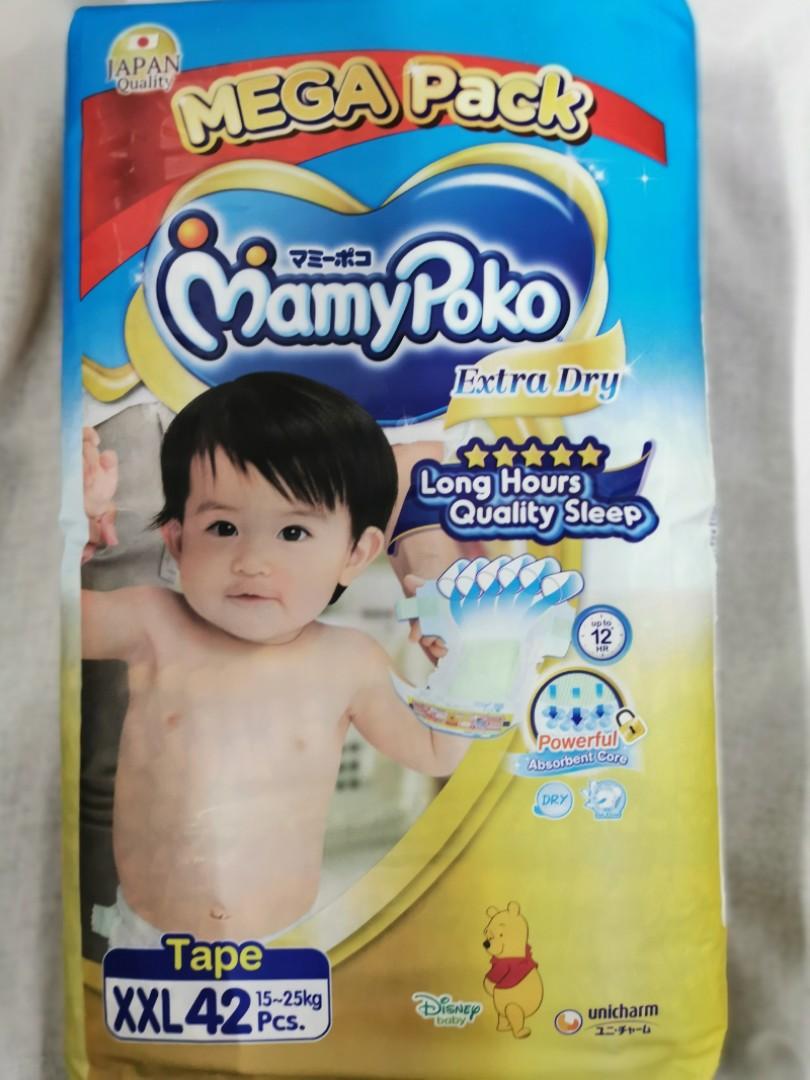 JAPAN
Quality
MEGA Pack
マミーポコ
MamyPoko
Extra Dry
Long Hours
Quality Sleep
up to
12
HR
Powerful
Absorbent Core
DRY
Tape
XXL 42 15~25kg
Pcs.
Disney
baby
unicharm
ユニ・チャーム